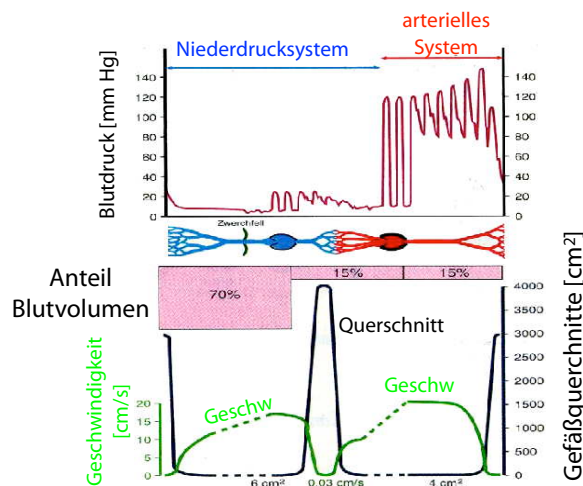 arterielles
System
Niederdrucksystem
Blutdruck [mm Hg]
140
120
100
80
60
40
20
0
140
120
100
80
60
40
20
0
Zwerchfell
Anteil
Blutvolumen
70%
15%
15%
Querschnitt
Geschw
Geschw
Geschwindigkeit
[cm/s]
20
15
10
5
0
4000
3500
3000
2500
2000
1500
1000
500
0
Gefäßquerschnitte [cm²]
6 cm²
0,03 cm/s
4 cm²